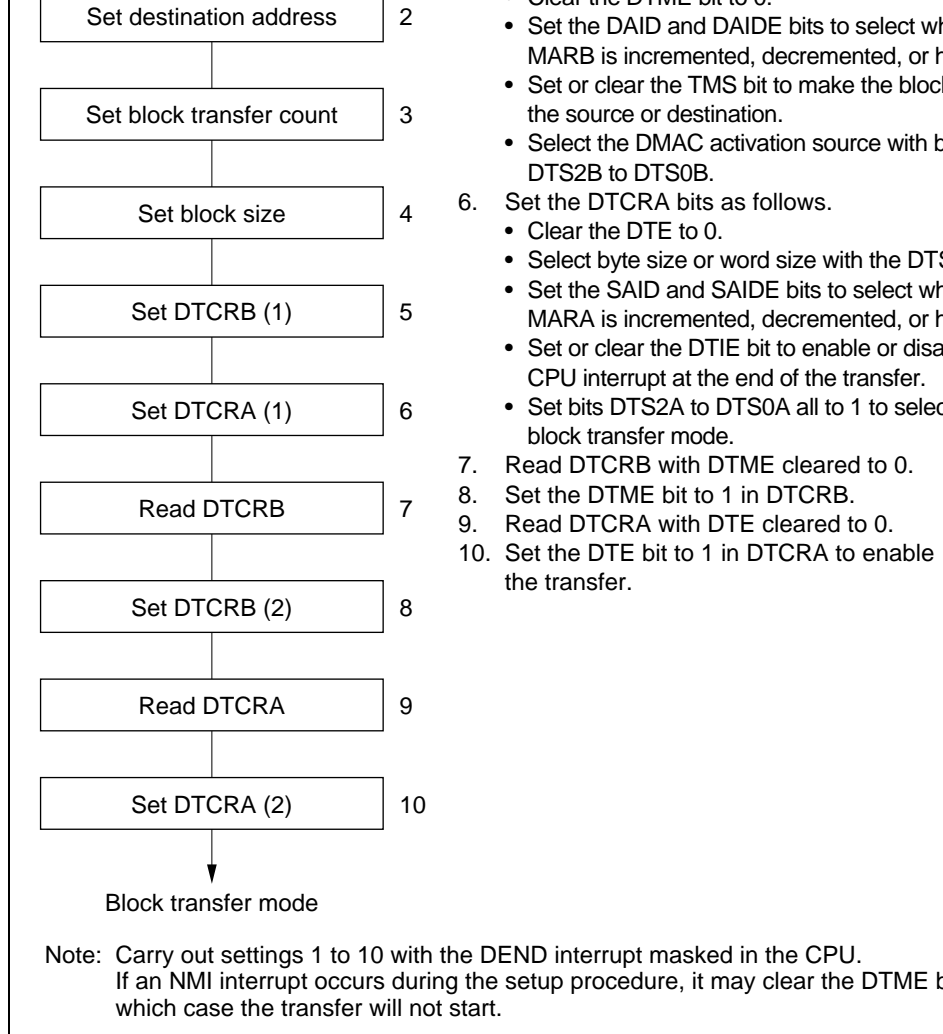 Set destination address 2
Set block transfer count 3
Set block size 4
Set DTCRB (1) 5
Set DTCRA (1) 6
Read DTCRB 7
Set DTCRB (2) 8
Read DTCRA 9
Set DTCRA (2) 10
Block transfer mode
• Clear the DTME bit to 0.
• Set the DAID and DAIDE bits to select
MARB is incremented, decremented, or
• Set or clear the TMS bit to make the
the source or destination.
• Select the DMAC activation source with
DTS2B to DTS0B.
6. Set the DTCRA bits as follows.
• Clear the DTE to 0.
• Select byte size or word size with the
• Set the SAID and SAIDE bits to select
MARA is incremented, decremented, or
• Set or clear the DTIE bit to enable or
CPU interrupt at the end of the transfer.
• Set bits DTS2A to DTS0A all to 1 to
block transfer mode.
7. Read DTCRB with DTME cleared to 0.
8. Set the DTME bit to 1 in DTCRB.
9. Read DTCRA with DTE cleared to 0.
10. Set the DTE bit to 1 in DTCRA to enable
the transfer.
Note: Carry out settings 1 to 10 with the DEND interrupt masked in the CPU.
If an NMI interrupt occurs during the setup procedure, it may clear the DTME
which case the transfer will not start.